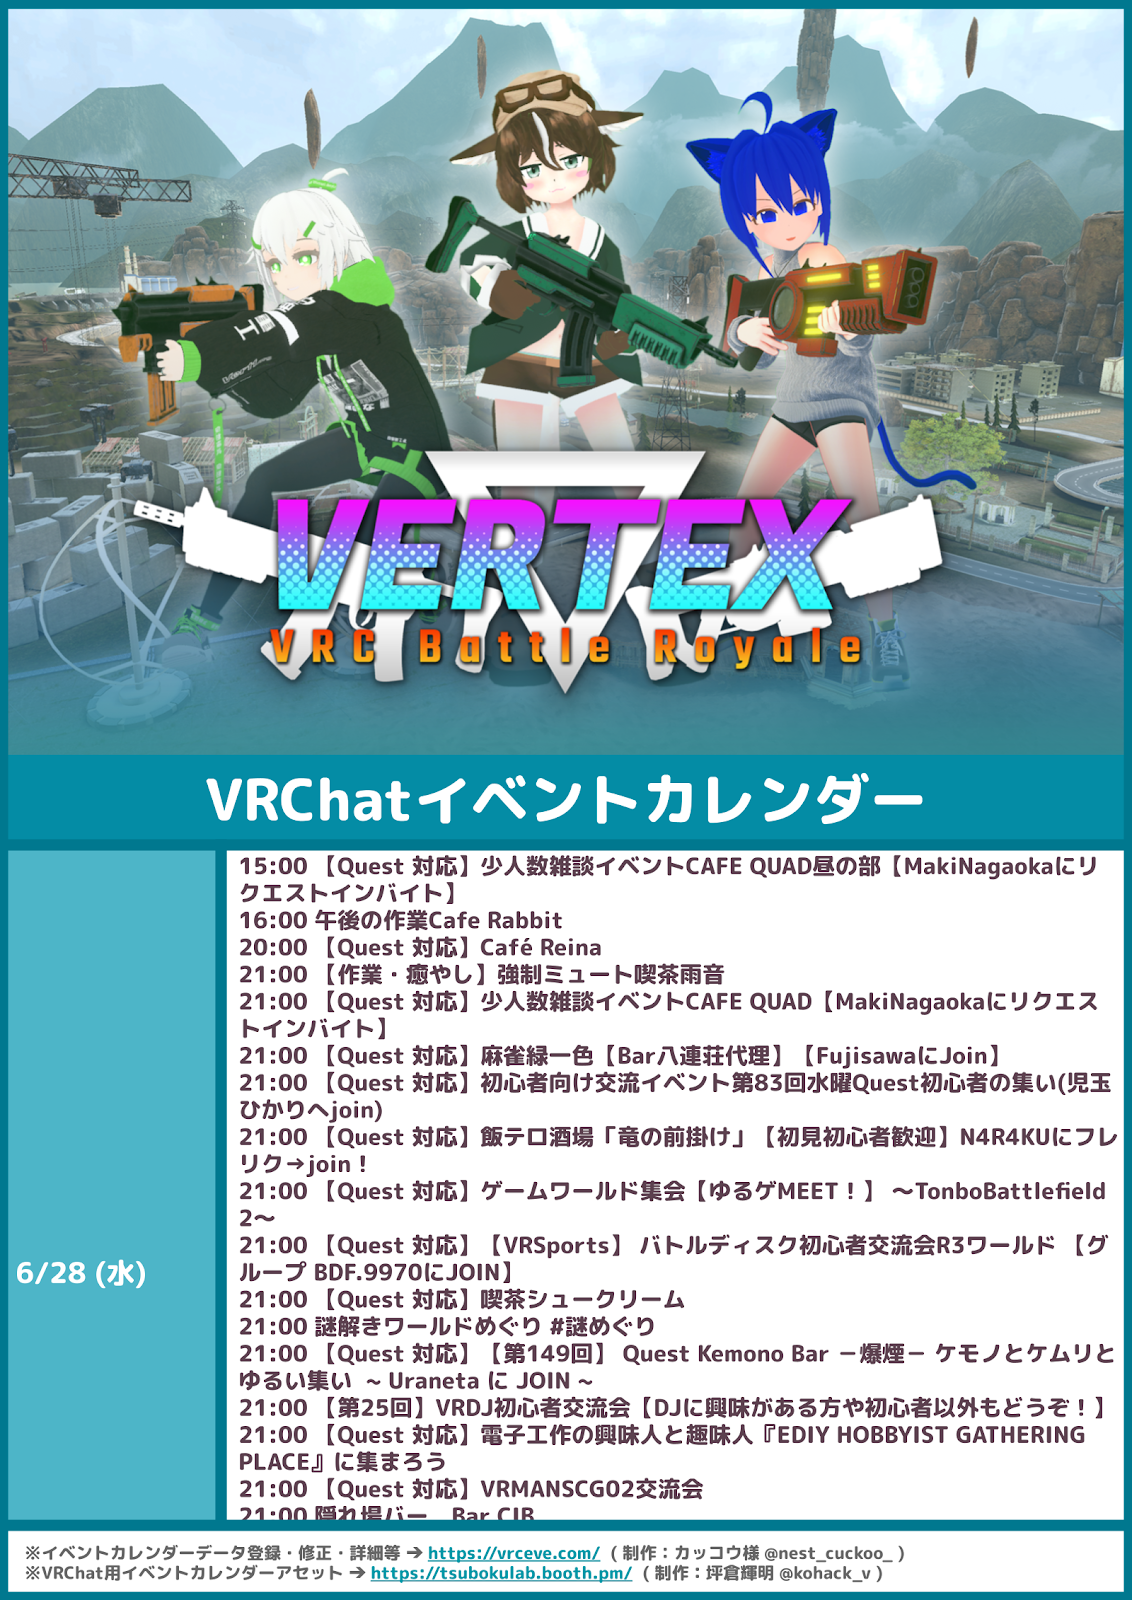 VERTEX
VRC Battle Royale
VRChatイベントカレンダー
6/28 (水)
15:00 【Quest 対応】少人数雑談イベントCAFE QUAD昼の部【MakiNagaokaにリ
クエストインバイト】
16:00 午後の作業Cafe Rabbit
20:00 【Quest 対応】Café Reina
21:00 【作業・癒やし】強制ミュート喫茶雨音
21:00 【Quest 対応】少人数雑談イベントCAFE QUAD【MakiNagaokaにリクエス
トインバイト】
21:00 【Quest 対応】麻雀緑一色【Bar八連荘代理】【FujisawaにJoin】
21:00 【Quest 対応】初心者向け交流イベント第83回水曜Quest初心者の集い(児玉
ひかりへjoin)
21:00 【Quest 対応】飯テロ酒場「竜の前掛け」【初見初心者歓迎】N4R4KUにフレ
リク→join！
21:00 【Quest 対応】ゲームワールド集会【ゆるゲMEET！】 〜TonboBattlefield
2〜
21:00 【Quest 対応】【VRSports】 バトルディスク初心者交流会R3ワールド 【グ
ループ BDF.9970にJOIN】
21:00 【Quest 対応】喫茶シュークリーム
21:00 謎解きワールドめぐり #謎めぐり
21:00 【Quest 対応】【第149回】 Quest Kemono Bar －爆煙－ ケモノとケムリと
ゆるい集い ~ Uraneta に JOIN ~
21:00 【第25回】VRDJ初心者交流会【DJに興味がある方や初心者以外もどうぞ！】
21:00 【Quest 対応】電子工作の興味人と趣味人『EDIY HOBBYIST GATHERING
PLACE』に集まろう
21:00 【Quest 対応】VRMANSCG02交流会
21:00 隠れ場バー　Bar CIB
※イベントカレンダーデータ登録・修正・詳細等 ➔ https://vrceve.com/ ( 制作：カッコウ様 @nest_cuckoo_ )
※VRChat用イベントカレンダーアセット ➔ https://tsubokulab.booth.pm/ ( 制作：坪倉輝明 @kohack_v )